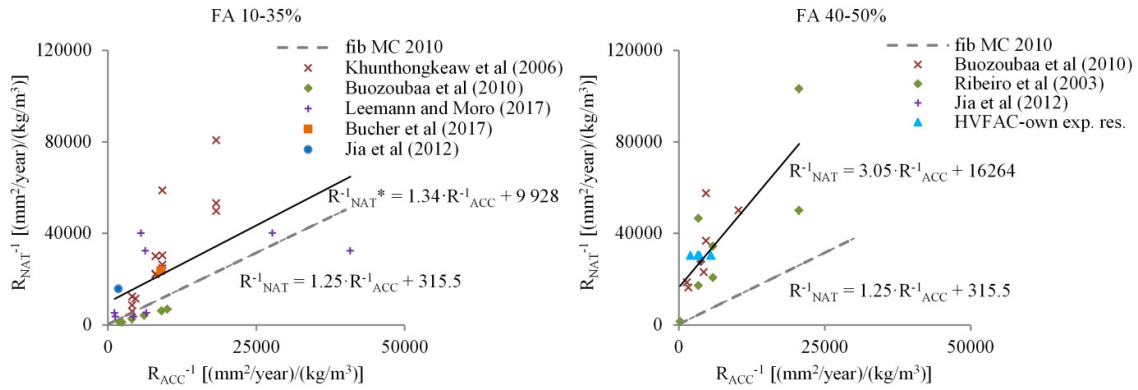 FA 10-35%
120000
80000
40000
0
R_NAT^-1 [(mm²/year)/(kg/m³)]
fib MC 2010
Khunthongkeaw et al (2006)
Buozoubaa et al (2010)
Leemann and Moro (2017)
Bucher et al (2017)
Jia et al (2012)
R^-1_NAT* = 1.34·R^-1_ACC + 9 928
R^-1_NAT = 1.25·R^-1_ACC + 315.5
0
25000
50000
R_ACC^-1 [(mm²/year)/(kg/m³)]
FA 40-50%
120000
80000
40000
0
R_NAT^-1 [(mm²/year)/(kg/m³)]
fib MC 2010
Buozoubaa et al (2010)
Ribeiro et al (2003)
Jia et al (2012)
HVFAC-own exp. res.
R^-1_NAT = 3.05·R^-1_ACC + 16264
R^-1_NAT = 1.25·R^-1_ACC + 315.5
0
25000
50000
R_ACC^-1 [(mm²/year)/(kg/m³)]